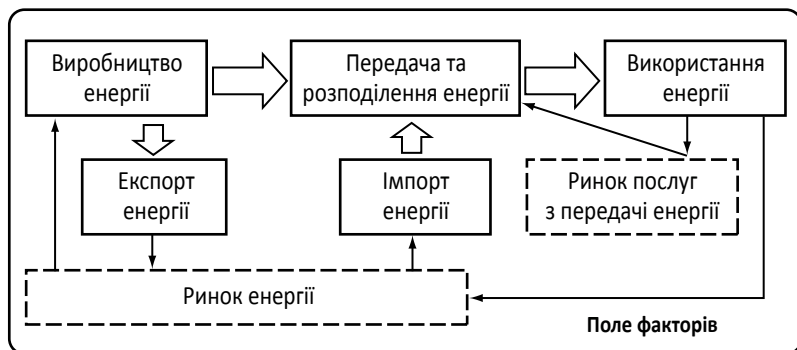 Виробництво
енергії
Передача та
розподілення енергії
Використання
енергії
Експорт
енергії
Імпорт
енергії
Ринок послуг
з передачі енергії
Ринок енергії
Поле факторів